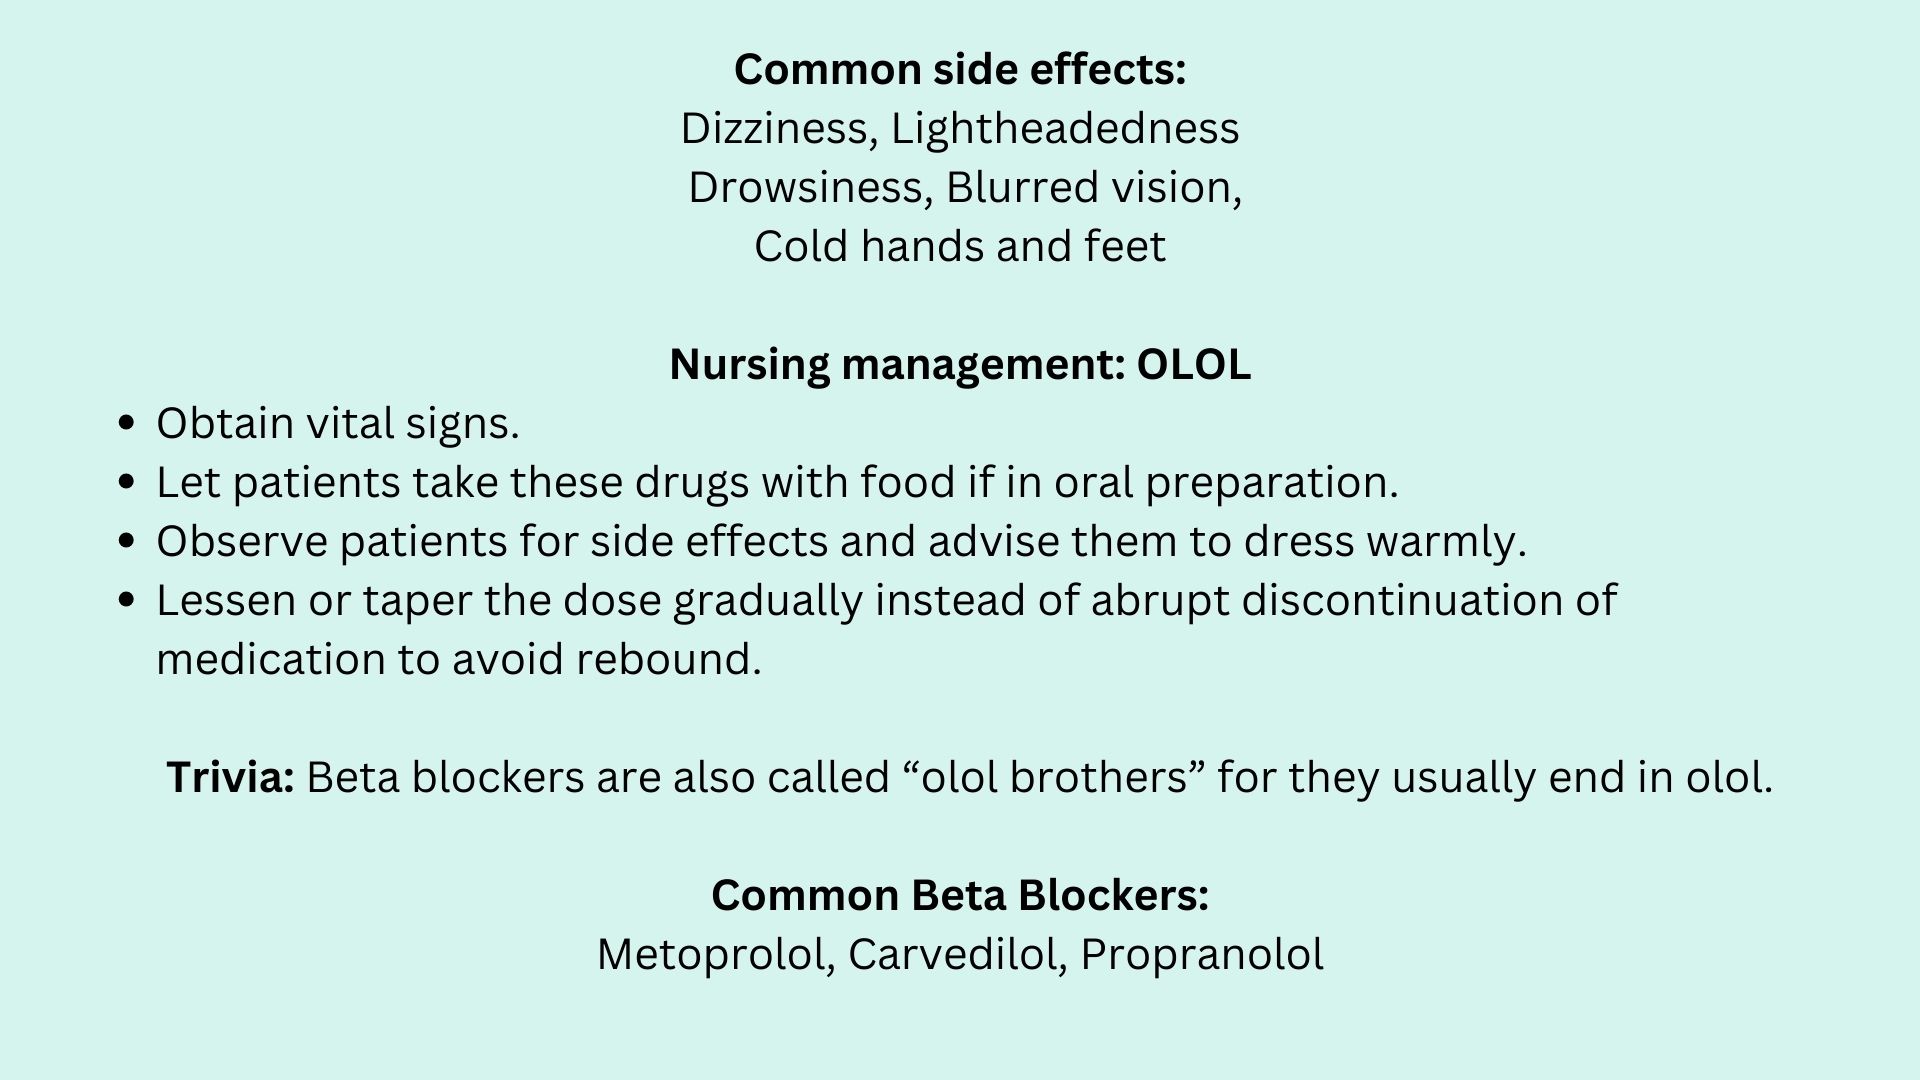 Common side effects:
Dizziness, Lightheadedness
Drowsiness, Blurred vision,
Cold hands and feet
Nursing management: OLOL
• Obtain vital signs.
• Let patients take these drugs with food if in oral preparation.
• Observe patients for side effects and advise them to dress warmly.
• Lessen or taper the dose gradually instead of abrupt discontinuation of
medication to avoid rebound.
Trivia: Beta blockers are also called “olol brothers” for they usually end in olol.
Common Beta Blockers:
Metoprolol, Carvedilol, Propranolol